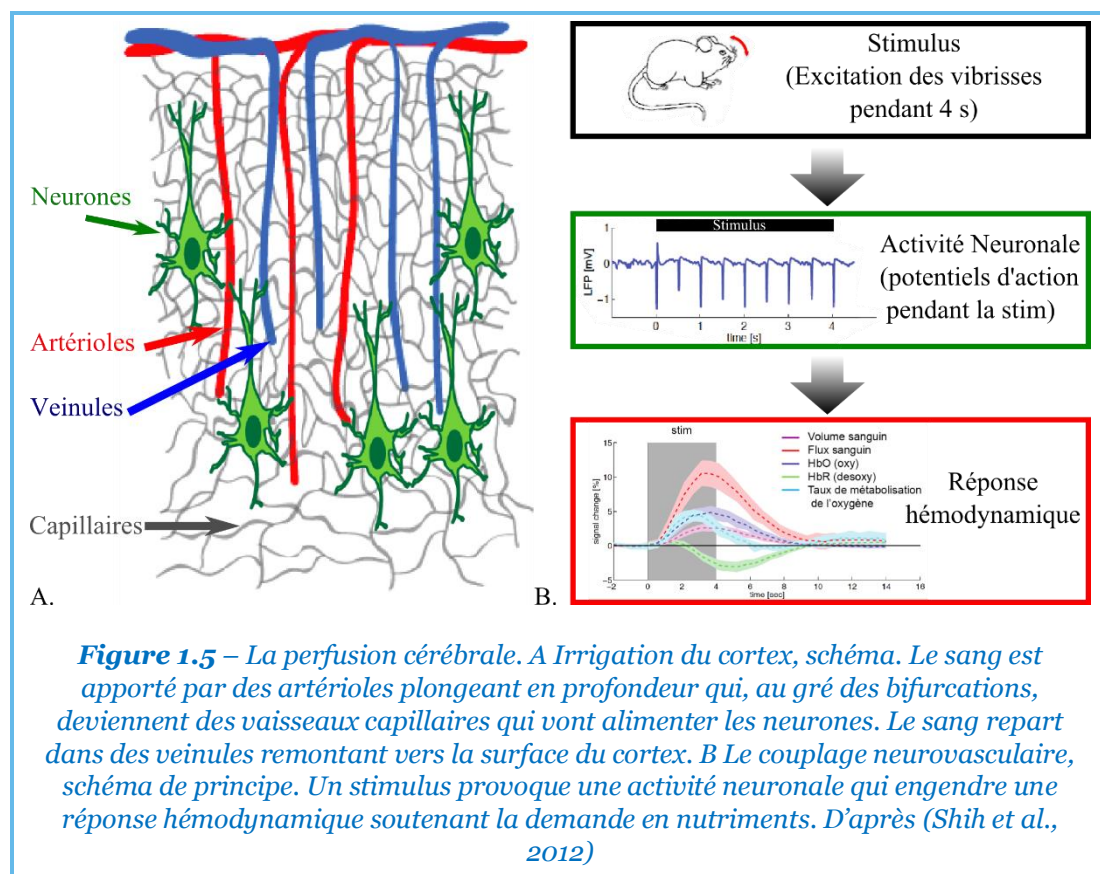 Neurones
Artérioles
Veinules
Capillaires
A.
Stimulus
(Excitation des vibrisses
pendant 4 s)
Stimulus
LFP [mV]
1
0
-1
0 1 2 3 4
time [s]
Activité Neuronale
(potentiels d'action
pendant la stim)
stim
signal change [%]
15
10
5
0
-5
-2 0 2 4 6 8 10 12 14 16
time [sec]
Volume sanguin
Flux sanguin
HbO (oxy)
HbR (desoxy)
Taux de métabolisation
de l'oxygène
Réponse
hémodynamique
B.
Figure 1.5 – La perfusion cérébrale. A Irrigation du cortex, schéma. Le sang est
apporté par des artérioles plongeant en profondeur qui, au gré des bifurcations,
deviennent des vaisseaux capillaires qui vont alimenter les neurones. Le sang repart
dans des veinules remontant vers la surface du cortex. B Le couplage neurovasculaire,
schéma de principe. Un stimulus provoque une activité neuronale qui engendre une
réponse hémodynamique soutenant la demande en nutriments. D'après (Shih et al.,
2012)